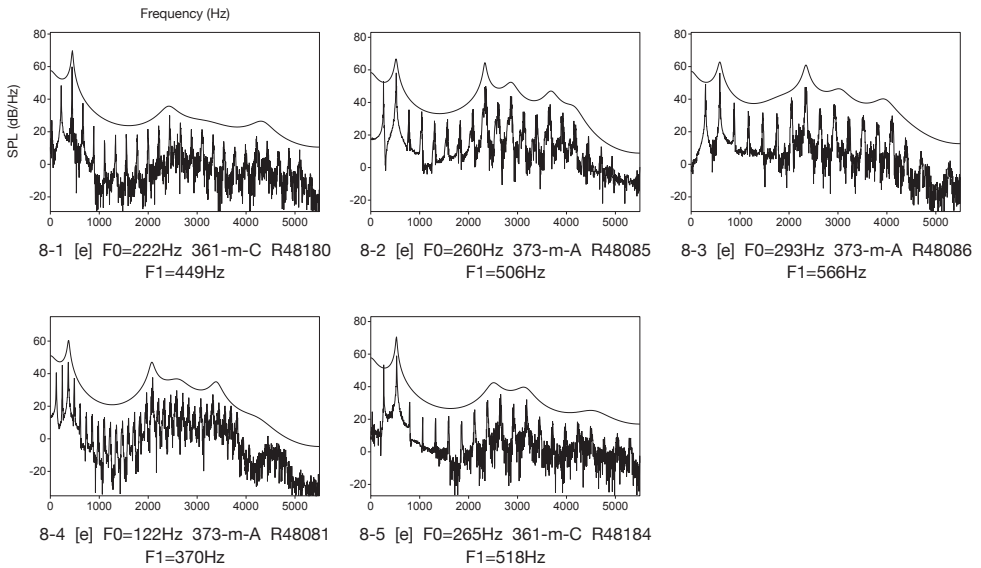 Frequency (Hz)
SPL (dB/Hz)
80
60
40
20
0
-20
0 1000 2000 3000 4000 5000
80
60
40
20
0
-20
0 1000 2000 3000 4000 5000
80
60
40
20
0
-20
0 1000 2000 3000 4000 5000
8-1 [e] F0=222Hz 361-m-C R48180
F1=449Hz
8-2 [e] F0=260Hz 373-m-A R48085
F1=506Hz
8-3 [e] F0=293Hz 373-m-A R48086
F1=566Hz
60
40
20
0
-20
0 1000 2000 3000 4000 5000
80
60
40
20
0
-20
0 1000 2000 3000 4000 5000
8-4 [e] F0=122Hz 373-m-A R48081
F1=370Hz
8-5 [e] F0=265Hz 361-m-C R48184
F1=518Hz